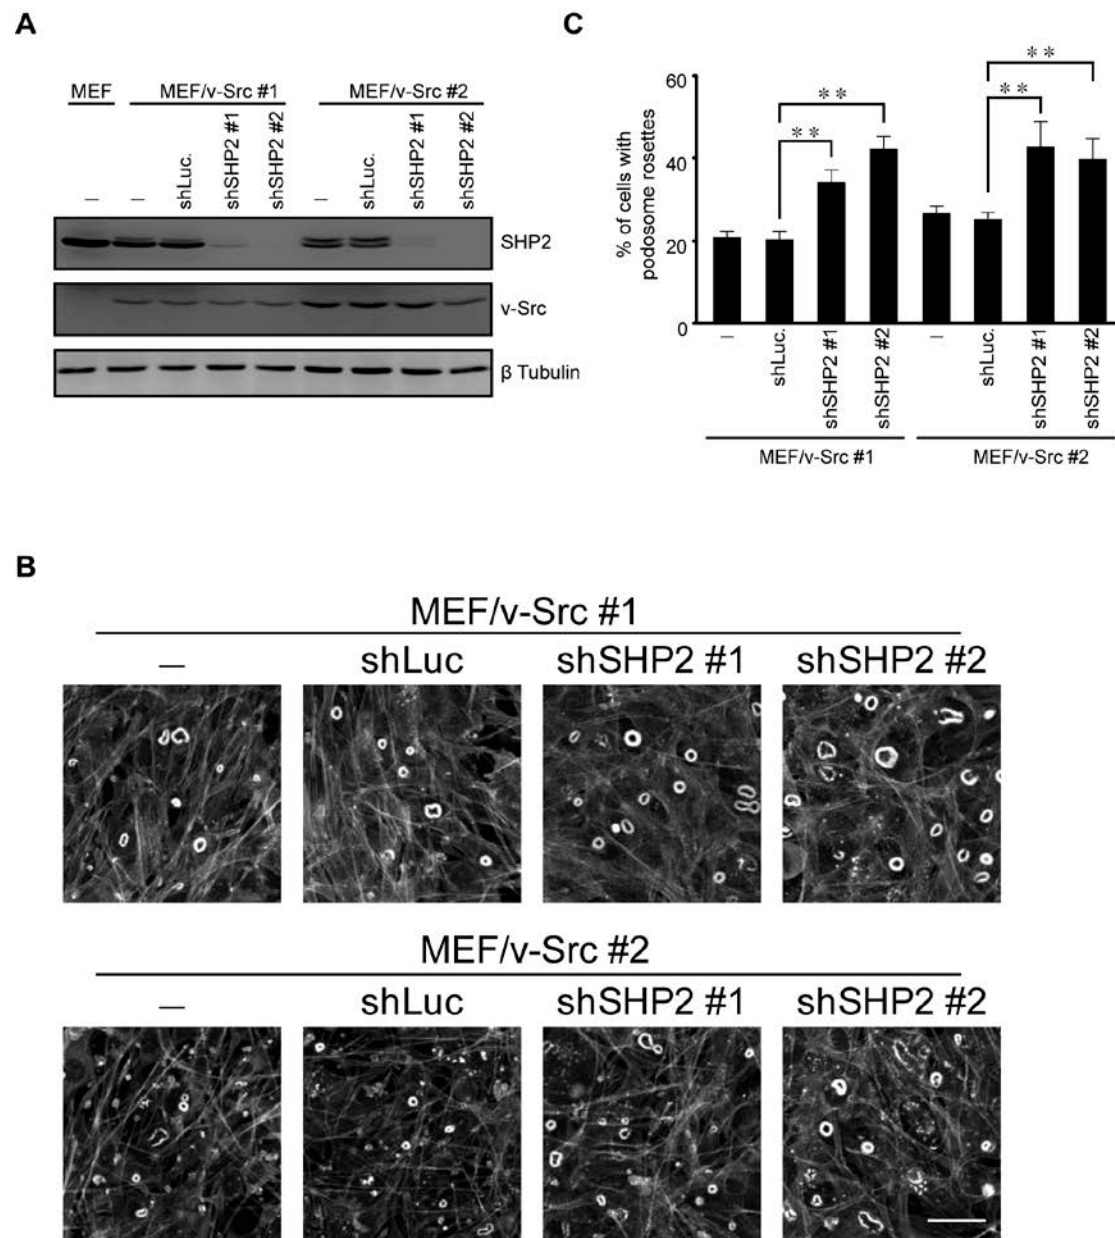 A
MEF MEF/v-Src #1 MEF/v-Src #2
– – shLuc. shSHP2 #1 shSHP2 #2 – shLuc. shSHP2 #1 shSHP2 #2
SHP2
v-Src
β Tubulin
C
% of cells with
podosome rosettes
60
40
20
0
** ** ** **
– shLuc. shSHP2 #1 shSHP2 #2 – shLuc. shSHP2 #1 shSHP2 #2
MEF/v-Src #1 MEF/v-Src #2
B
MEF/v-Src #1
– shLuc shSHP2 #1 shSHP2 #2
MEF/v-Src #2
– shLuc shSHP2 #1 shSHP2 #2